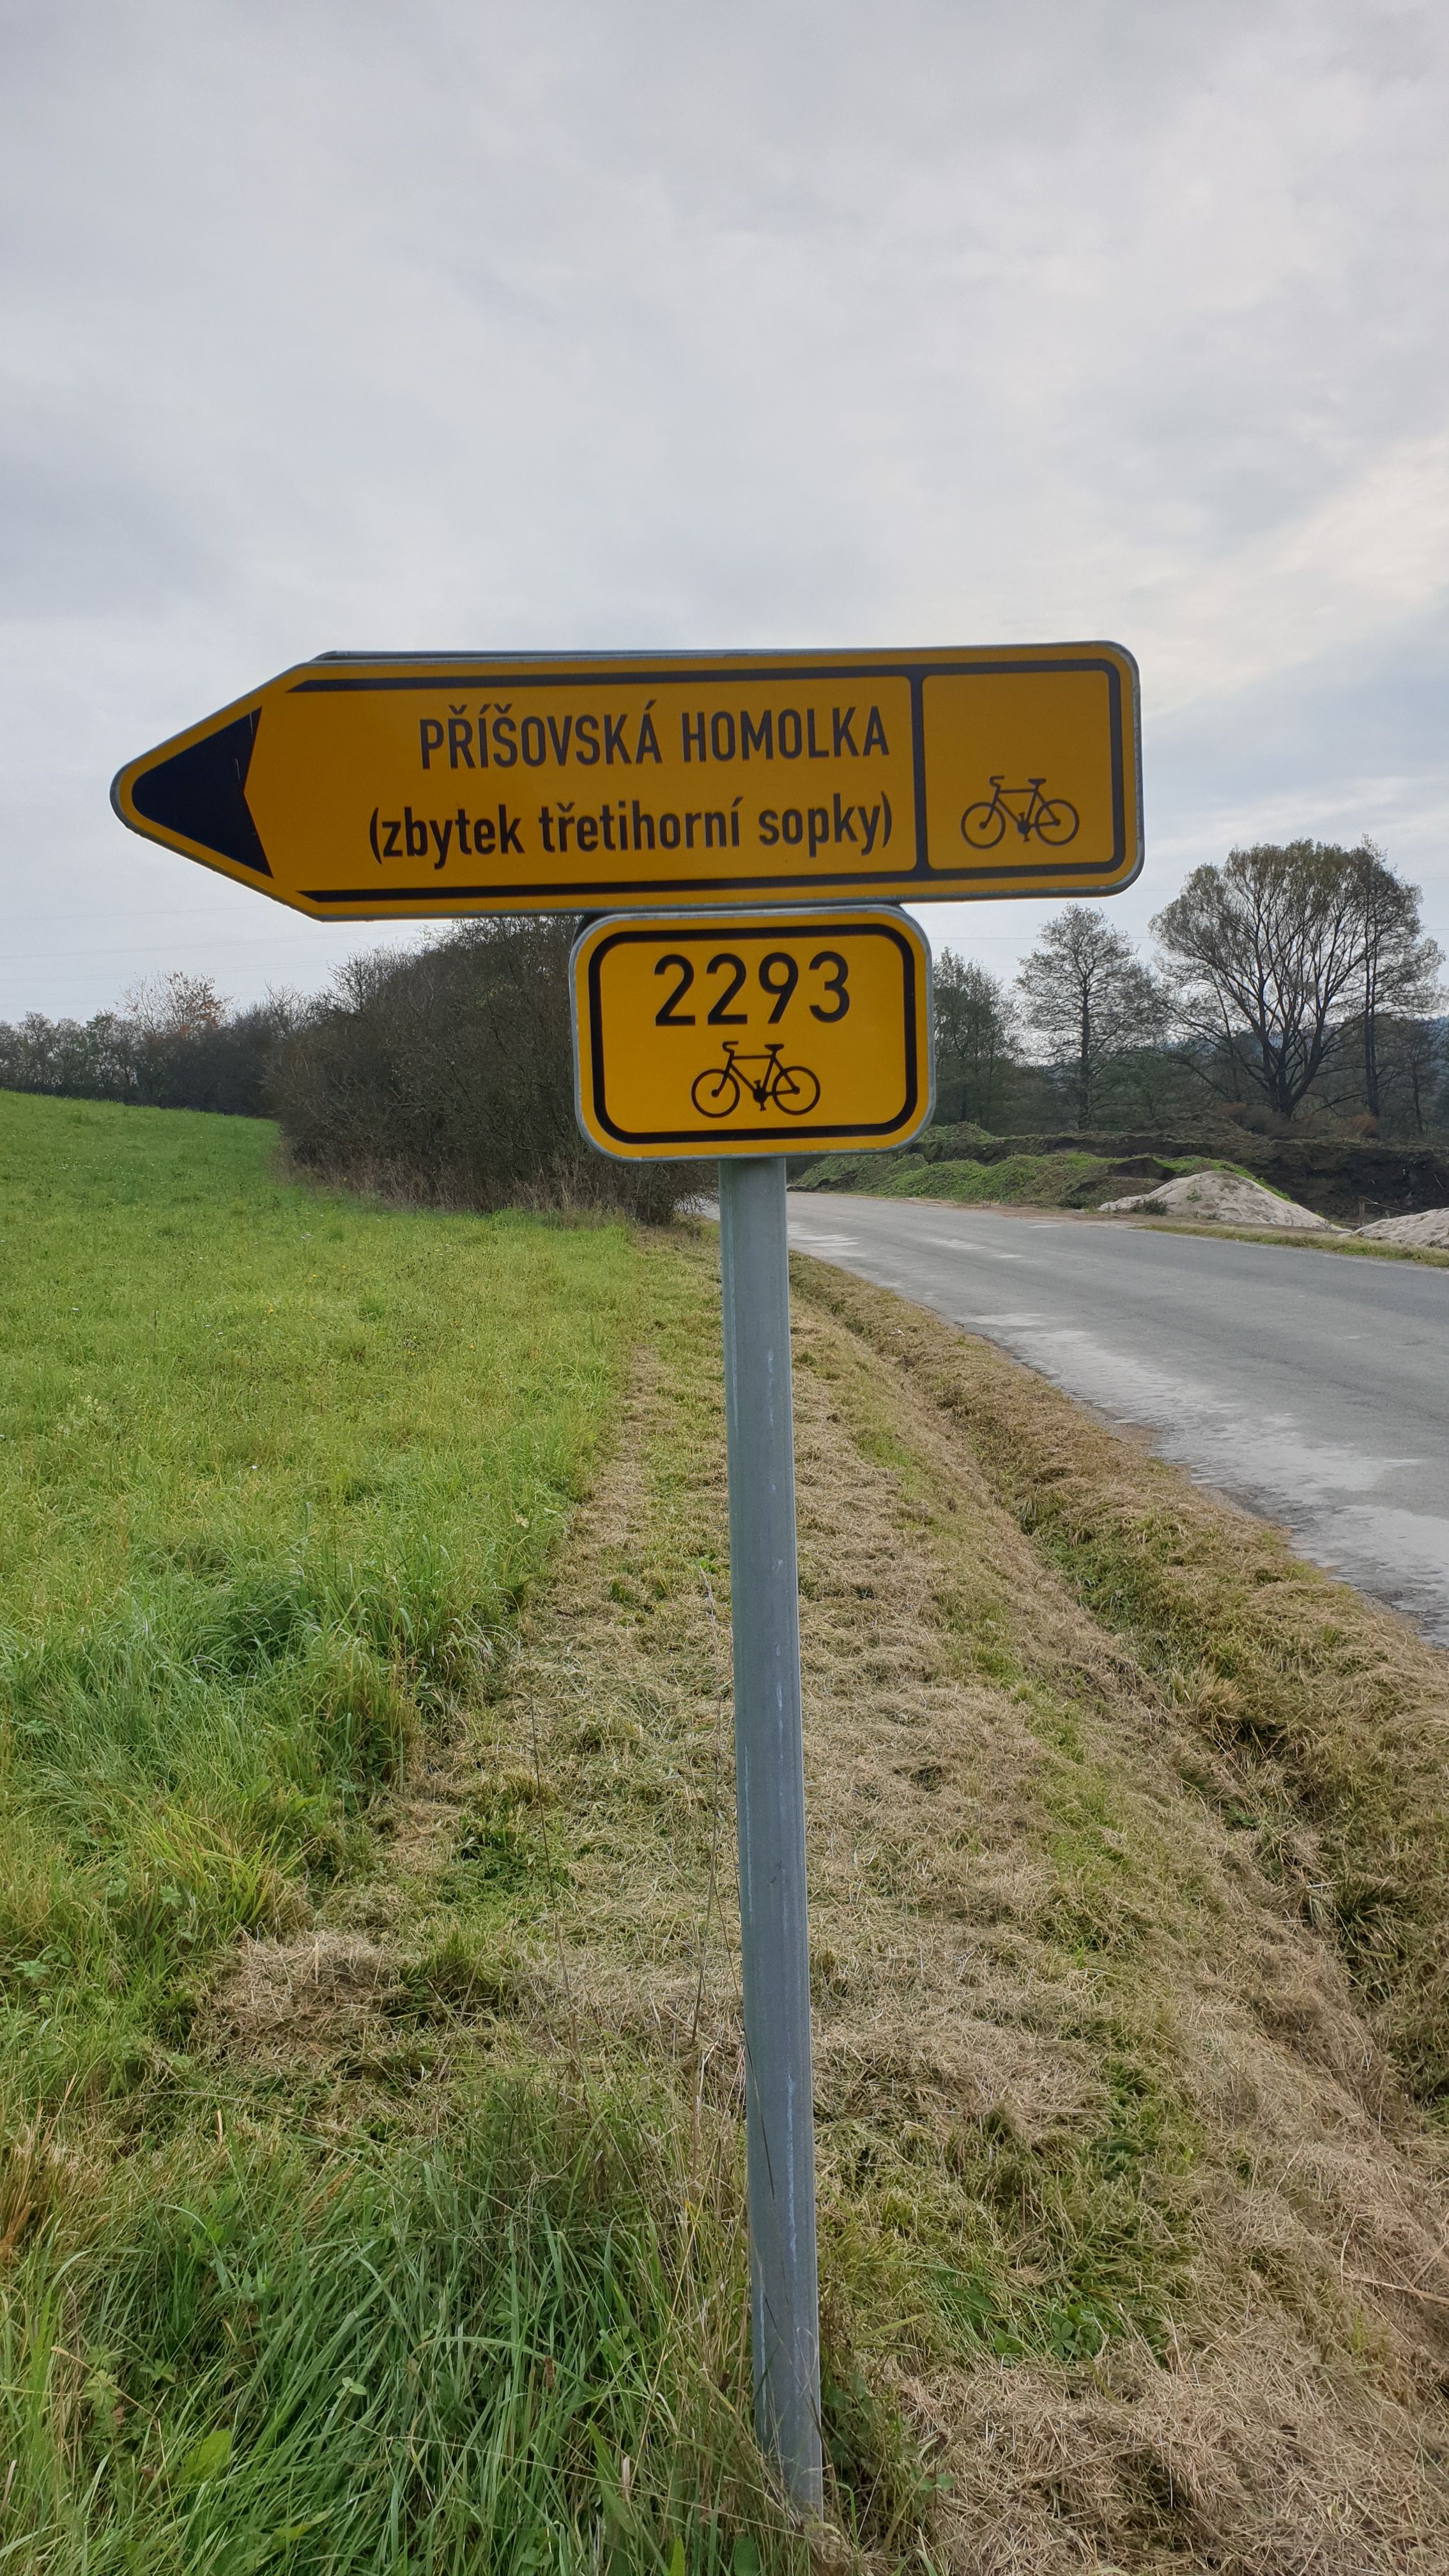 PŘÍŠOVSKÁ HOMOLKA
(zbytek třetihorní sopky)
2293